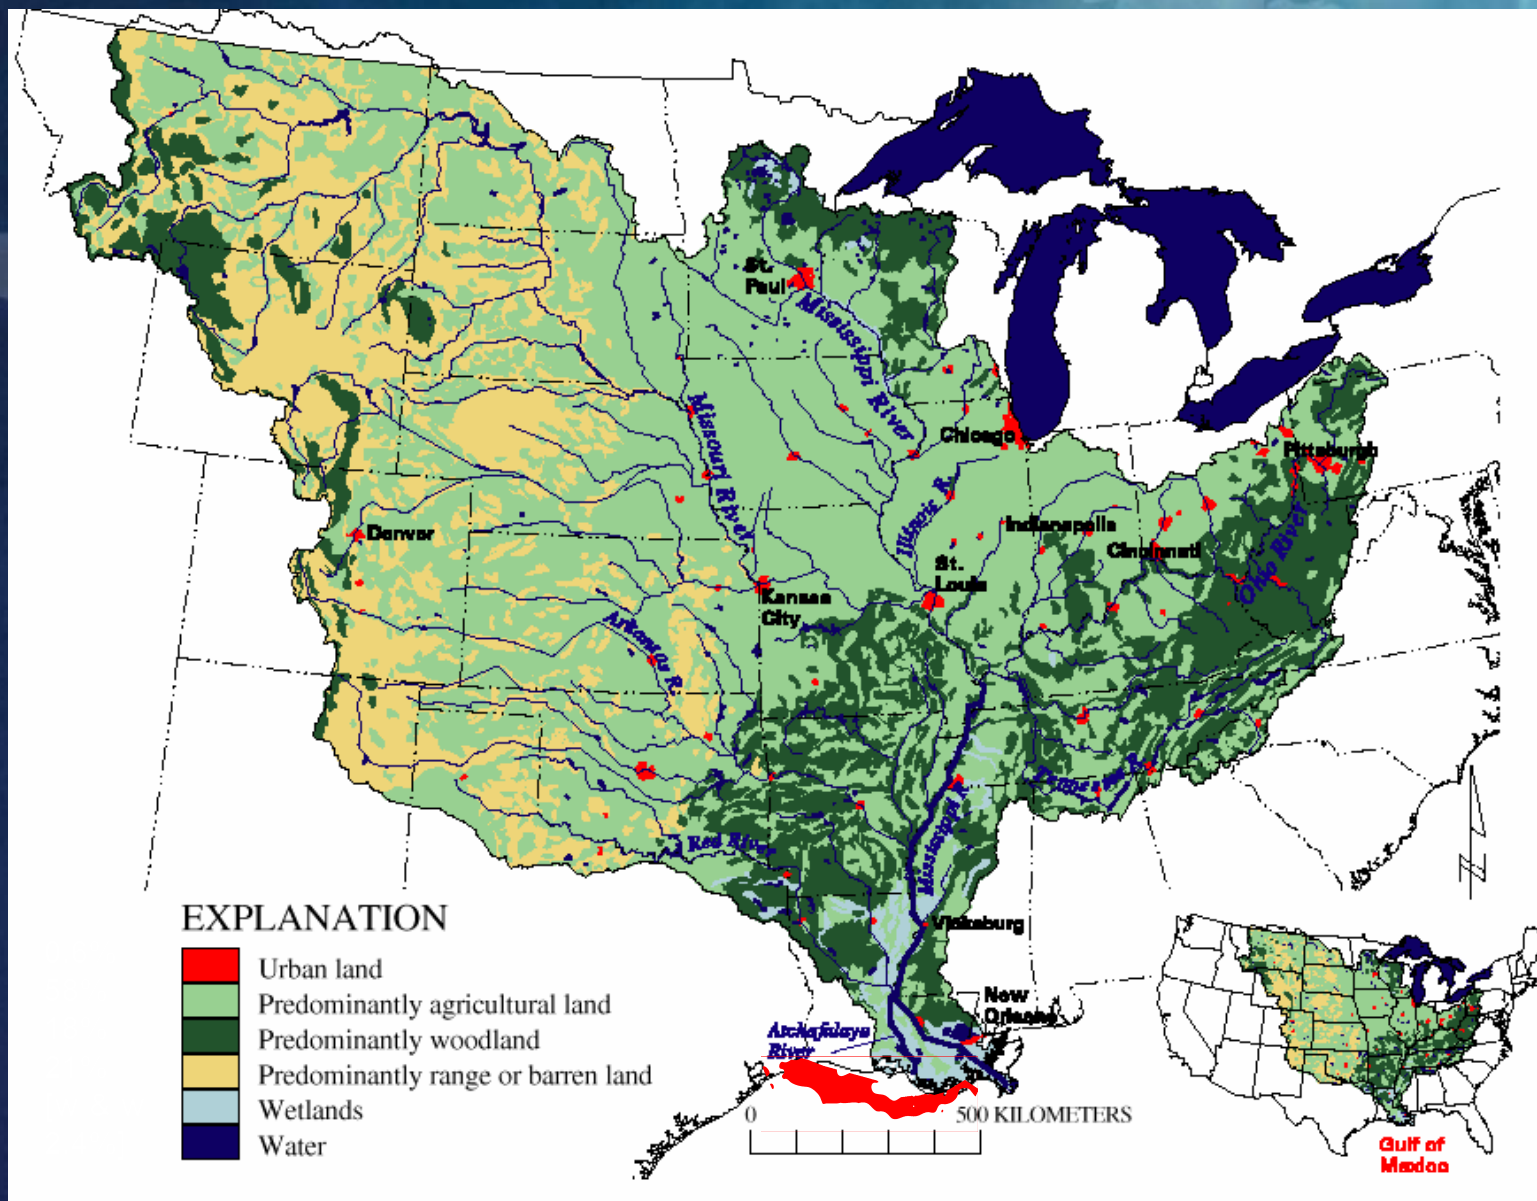 St.
Paul
Mississippi River
Missouri River
Chicago
Pittsburgh
Illinois R.
Indianapolis
Cincinnati
Ohio River
Denver
St.
Louis
Kansas
City
Arkansas R.
Tennessee R.
Mississippi R.
Red River
Vicksburg
New
Orleans
Atchafalaya
River
EXPLANATION
Urban land
Predominantly agricultural land
Predominantly woodland
Predominantly range or barren land
Wetlands
Water
0 500 KILOMETERS
N
Gulf of
Mexico